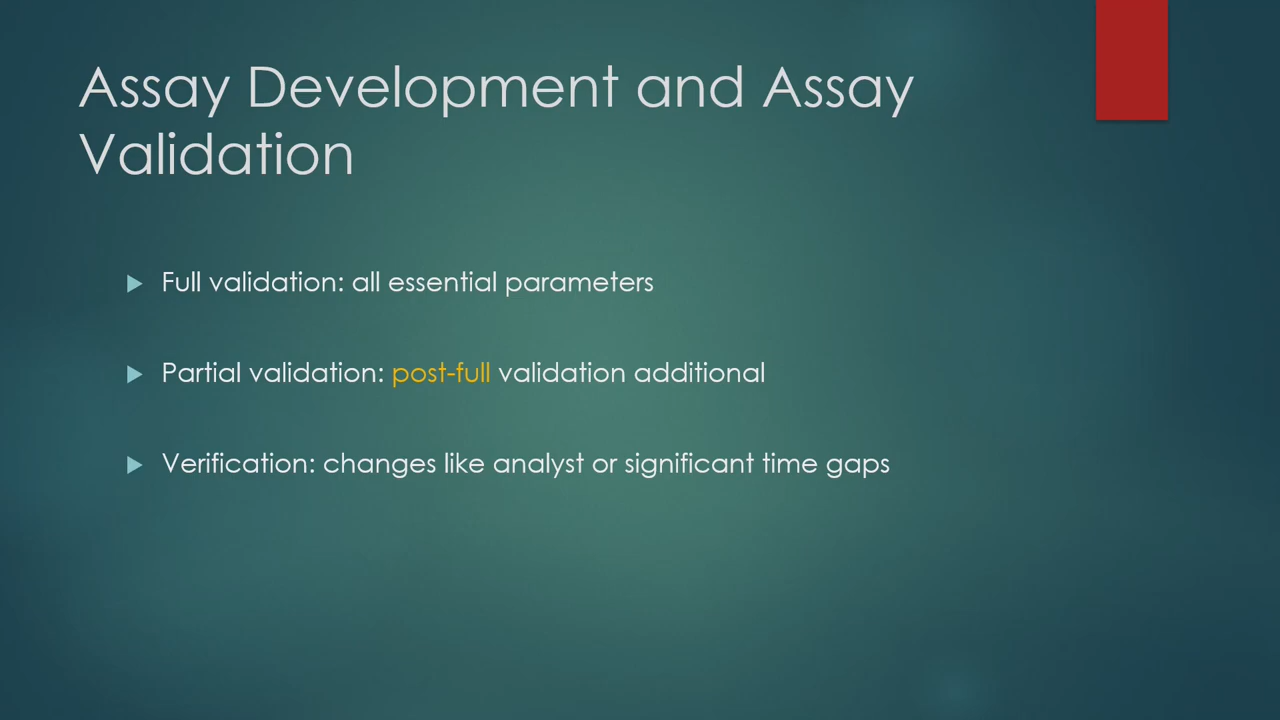 Assay Development and Assay
Validation
Full validation: all essential parameters
Partial validation: post-full validation additional
Verification: changes like analyst or significant time gaps